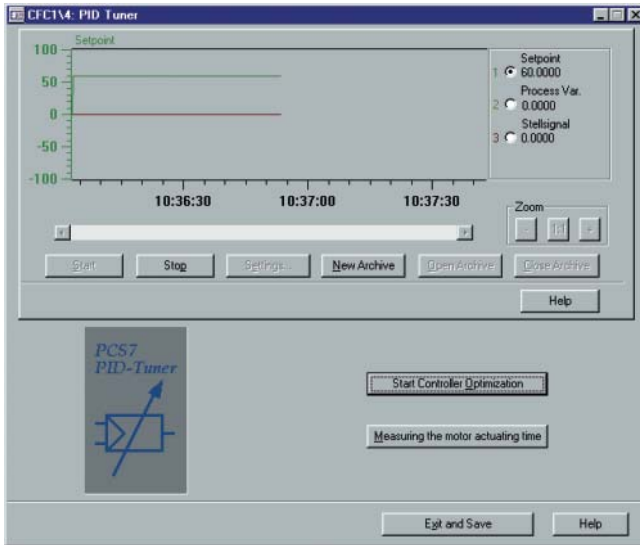 CFC1\4: PID Tuner
Setpoint
100
50
0
-50
-100
10:36:30 10:37:00 10:37:30
Setpoint
1 60.0000
Process Var.
2 0.0000
Stellsignal
3 0.0000
Zoom
- 1:1 +
Start Stop Settings... New Archive Open Archive Close Archive
Help
PCS7
PID-Tuner
Start Controller Optimization
Measuring the motor actuating time
Exit and Save Help